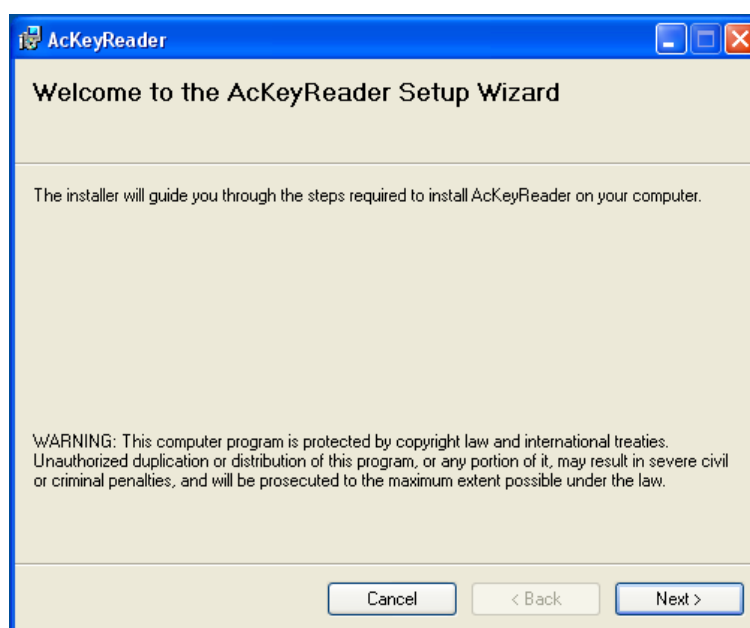 AcKeyReader
Welcome to the AcKeyReader Setup Wizard
The installer will guide you through the steps required to install AcKeyReader on your computer.
WARNING: This computer program is protected by copyright law and international treaties.
Unauthorized duplication or distribution of this program, or any portion of it, may result in severe civil
or criminal penalties, and will be prosecuted to the maximum extent possible under the law.
Cancel < Back Next >